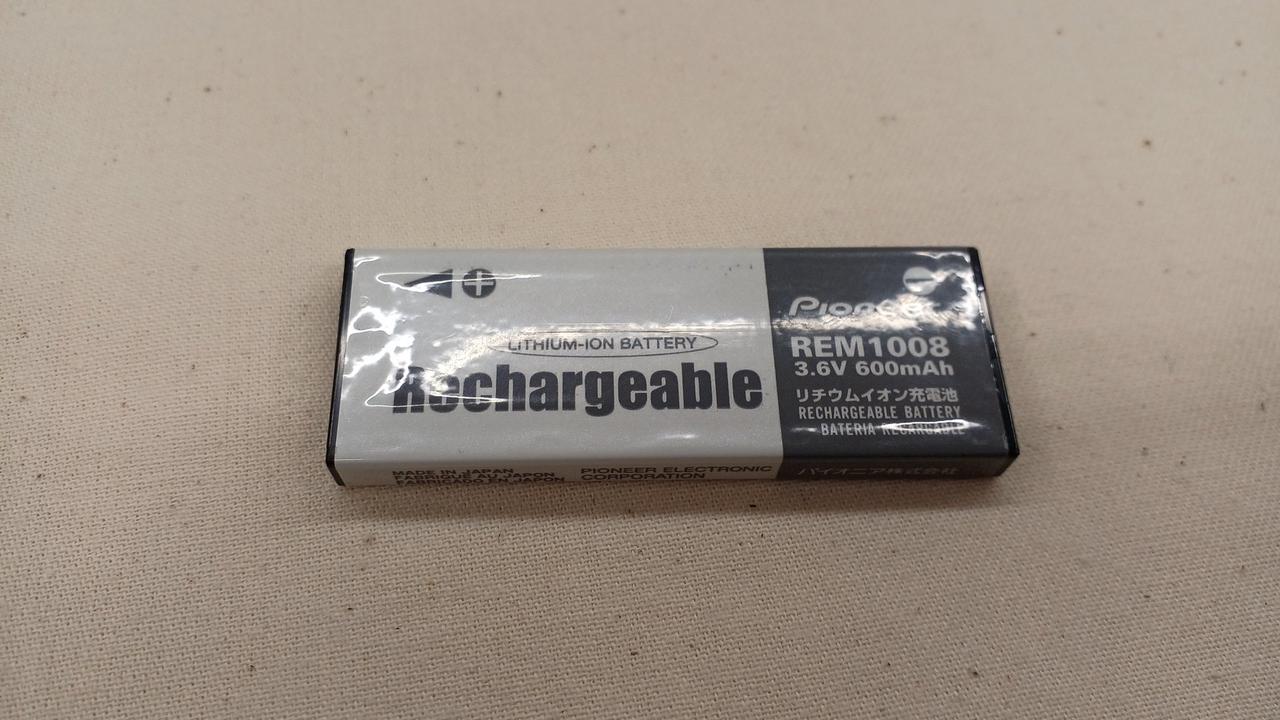 LITHIUM-ION BATTERY
Rechargeable
MADE IN JAPAN
FABRIQUE AU JAPON
FABRICADO EN JAPON
PIONEER ELECTRONIC
CORPORATION
Pioneer
REM1008
3.6V 600mAh
リチウムイオン充電池
RECHARGEABLE BATTERY
BATERIA RECARGABLE
パイオニア株式会社